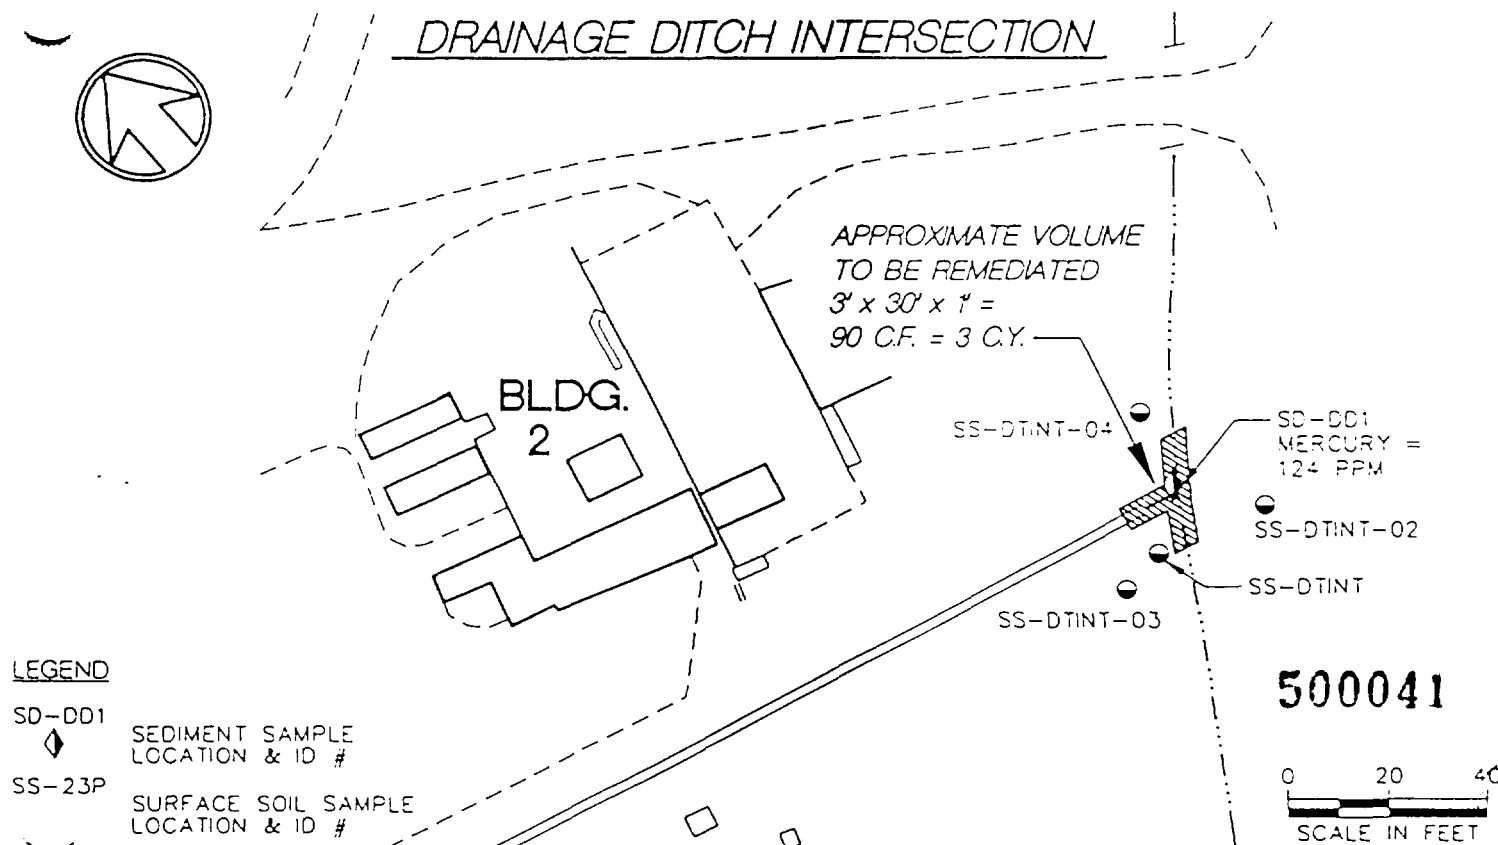 DRAINAGE DITCH INTERSECTION
APPROXIMATE VOLUME
TO BE REMEDIATED
3' x 30' x 1' =
90 C.F. = 3 C.Y.
BLDG.
2
SS-DTINT-04
SD-DD1
MERCURY =
124 PPM
SS-DTINT-02
SS-DTINT
SS-DTINT-03
500041
0 20 40
SCALE IN FEET
LEGEND
SD-DD1
SEDIMENT SAMPLE
LOCATION & ID #
SS-23P
SURFACE SOIL SAMPLE
LOCATION & ID #